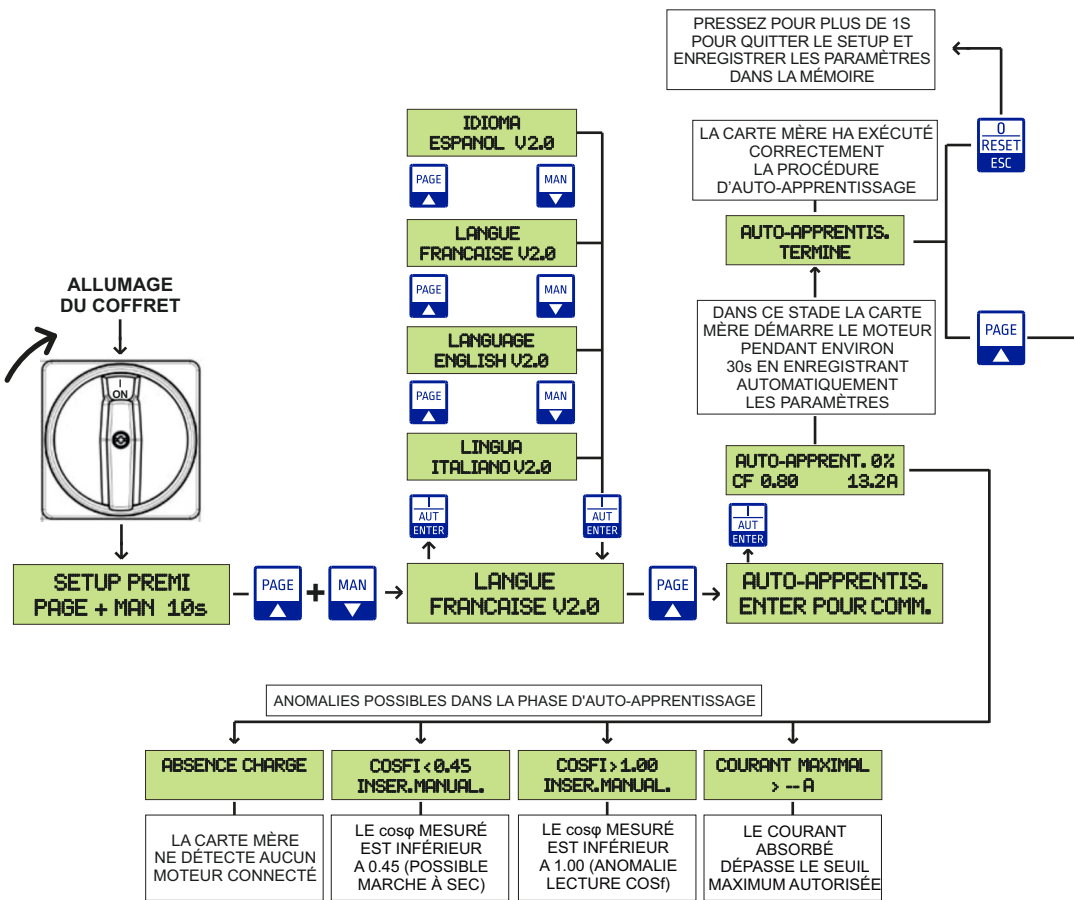 PRESSEZ POUR PLUS DE 1S
POUR QUITTER LE SETUP ET
ENREGISTRER LES PARAMÈTRES
DANS LA MÉMOIRE
0
RESET
ESC
IDIOMA
ESPANOL V2.0
PAGE
MAN
LANGUE
FRANCAISE V2.0
PAGE
MAN
LANGUAGE
ENGLISH V2.0
PAGE
MAN
LINGUA
ITALIANO V2.0
I
AUT
ENTER
I
AUT
ENTER
LA CARTE MÈRE HA EXÉCUTÉ
CORRECTEMENT
LA PROCÉDURE
D'AUTO-APPRENTISSAGE
AUTO-APPRENTIS.
TERMINE
DANS CE STADE LA CARTE
MÈRE DÉMARRE LE MOTEUR
PENDANT ENVIRON
30s EN ENREGISTRANT
AUTOMATIQUEMENT
LES PARAMÈTRES
PAGE
AUTO-APPRENT. 0%
CF 0.80 13.2A
I
AUT
ENTER
ALLUMAGE
DU COFFRET
I
ON
SETUP PREMI
PAGE + MAN 10s
PAGE
+
MAN
LANGUE
FRANCAISE V2.0
PAGE
AUTO-APPRENTIS.
ENTER POUR COMM.
ANOMALIES POSSIBLES DANS LA PHASE D'AUTO-APPRENTISSAGE
ABSENCE CHARGE
LA CARTE MÈRE
NE DÉTECTE AUCUN
MOTEUR CONNECTÉ
COSFI<0.45
INSER.MANUAL.
LE cosφ MESURÉ
EST INFÉRIEUR
A 0.45 (POSSIBLE
MARCHE À SEC)
COSFI>1.00
INSER.MANUAL.
LE cosφ MESURÉ
EST INFÉRIEUR
A 1.00 (ANOMALIE
LECTURE COSf)
COURANT MAXIMAL
> -- A
LE COURANT
ABSORBÉ
DÉPASSE LE SEUIL
MAXIMUM AUTORISÉE